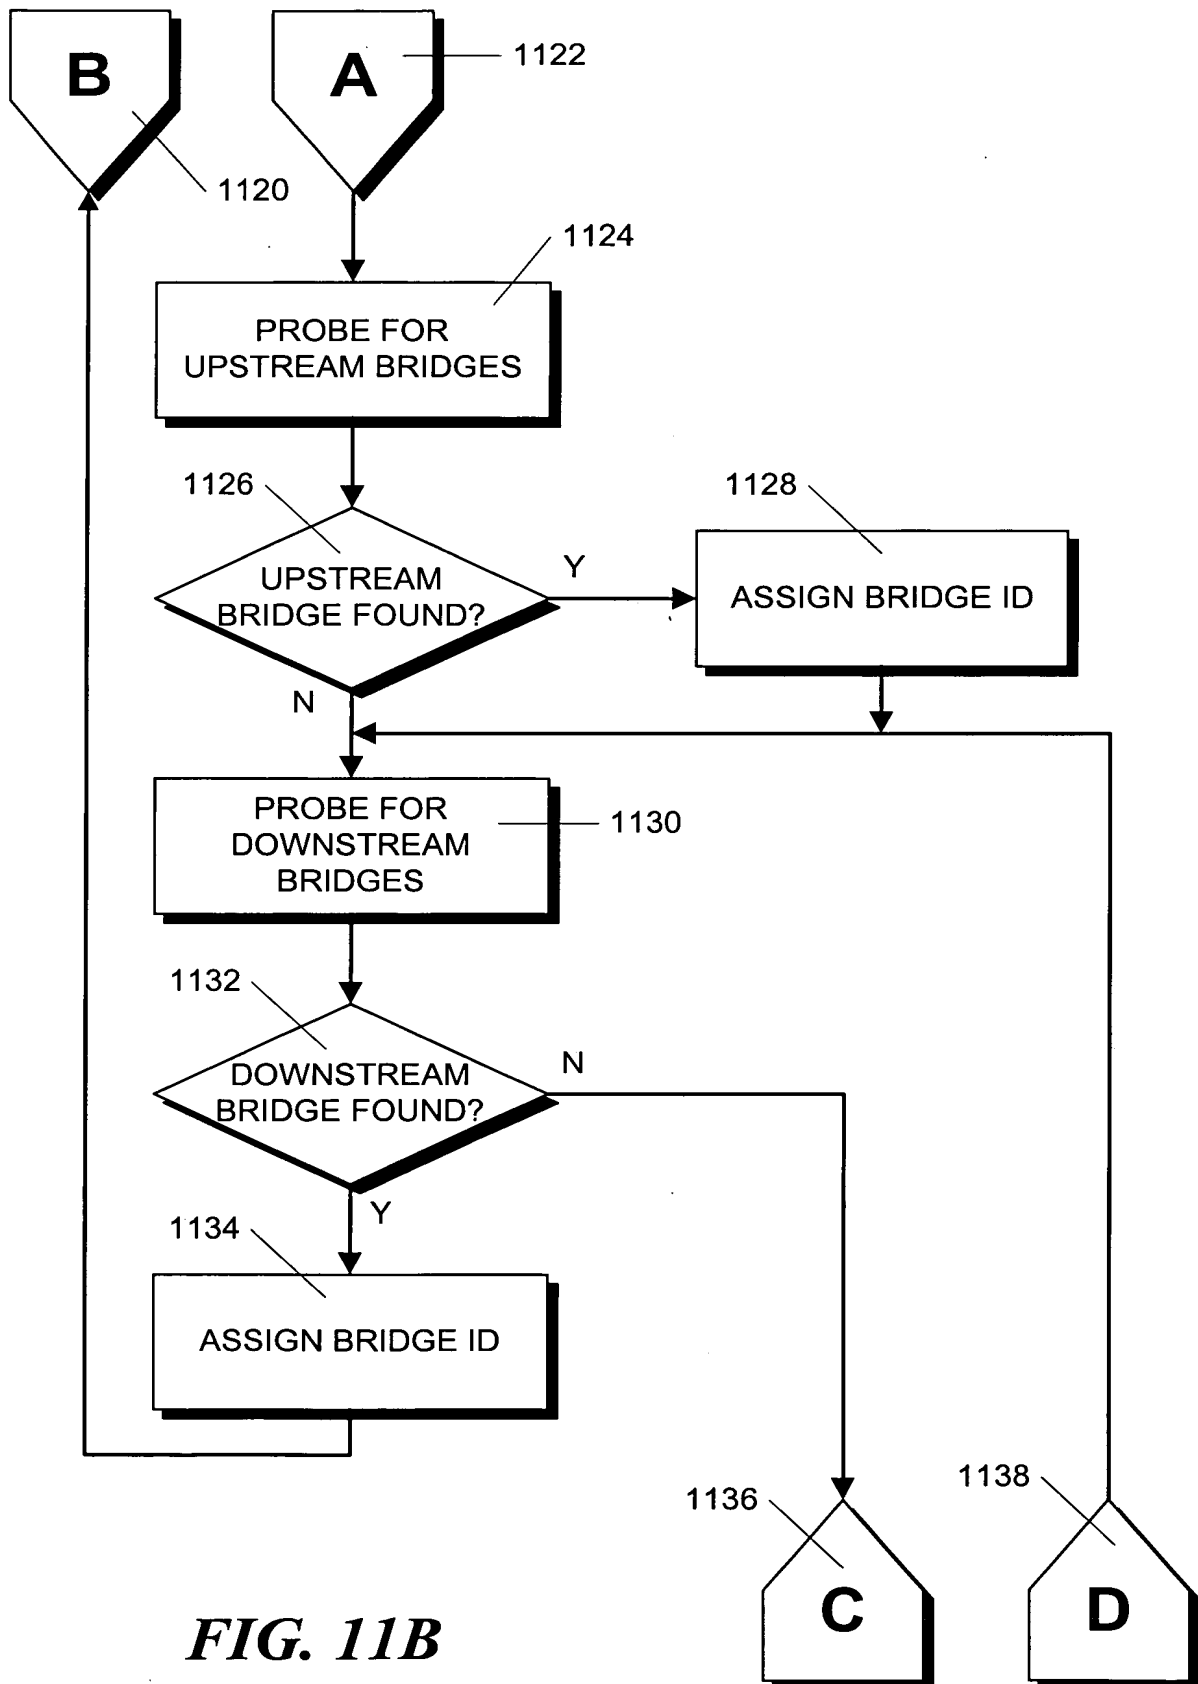 B
A
1122
1120
1124
PROBE FOR
UPSTREAM BRIDGES
1126
1128
UPSTREAM
BRIDGE FOUND?
Y
ASSIGN BRIDGE ID
N
PROBE FOR
DOWNSTREAM
BRIDGES
1130
1132
DOWNSTREAM
BRIDGE FOUND?
N
Y
1134
ASSIGN BRIDGE ID
1136
1138
C
D
FIG. 11B